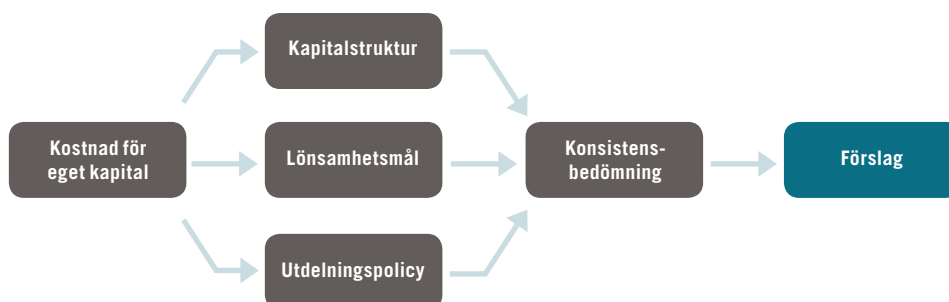 Kostnad för
eget kapital
Kapitalstruktur
Lönsamhetsmål
Utdelningspolicy
Konsistens-
bedömning
Förslag